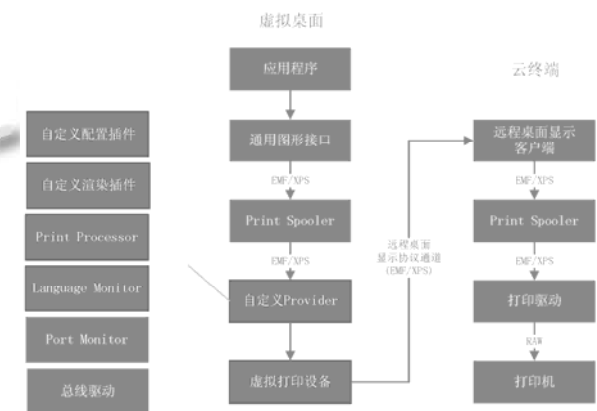 虚拟桌面
云终端
自定义配置插件
自定义渲染插件
Print Processor
Language Monitor
Port Monitor
总线驱动
应用程序
通用图形接口
EMF/XPS
Print Spooler
EMF/XPS
自定义Provider
虚拟打印设备
远程桌面
显示协议通道
(EMF/XPS)
远程桌面显示
客户端
EMF/XPS
Print Spooler
EMF/XPS
打印驱动
RAW
打印机